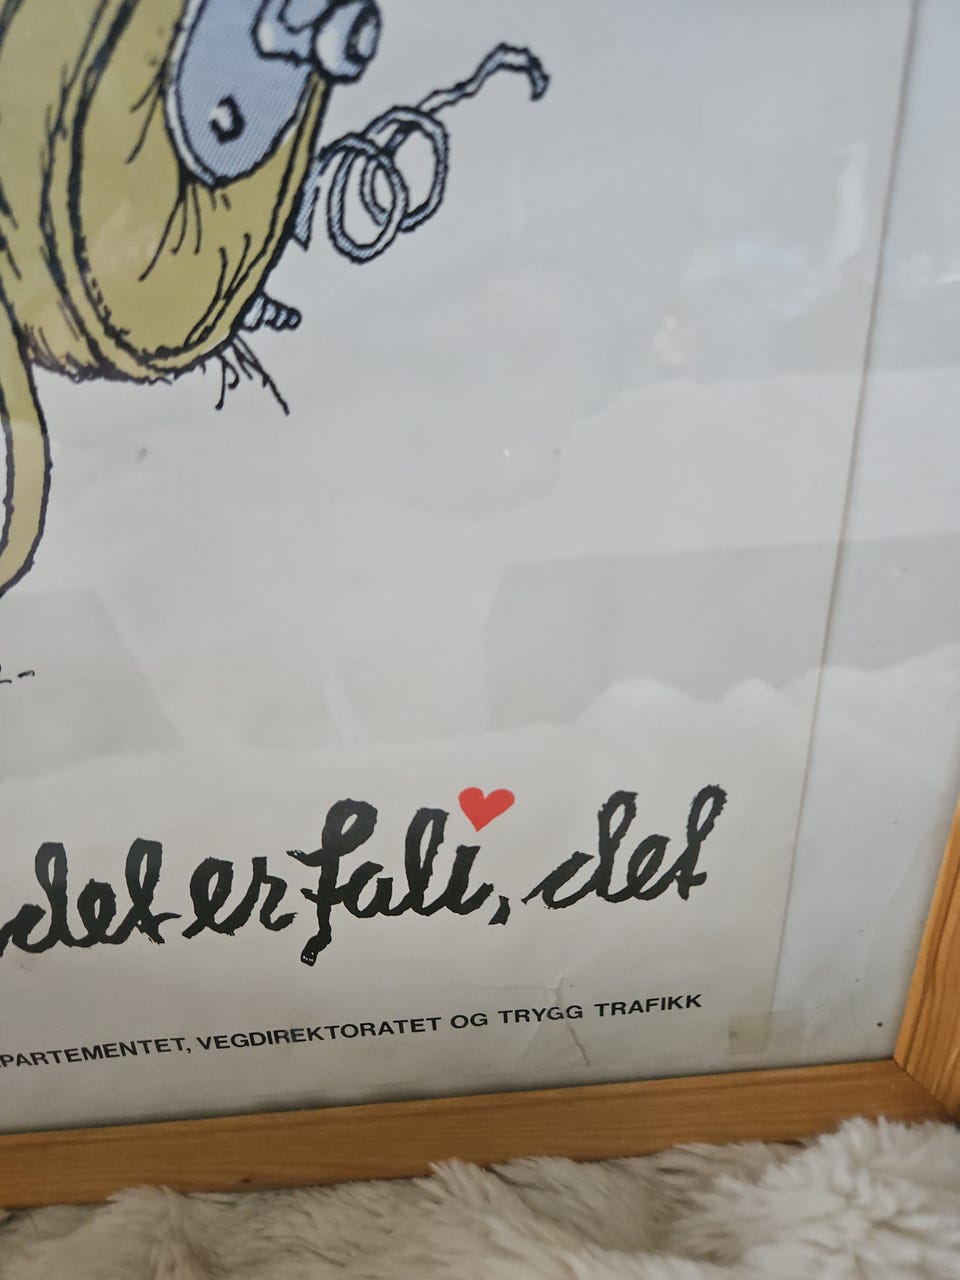 det er fali, det
PARTEMENTET, VEGDIREKTORATET OG TRYGG TRAFIKK